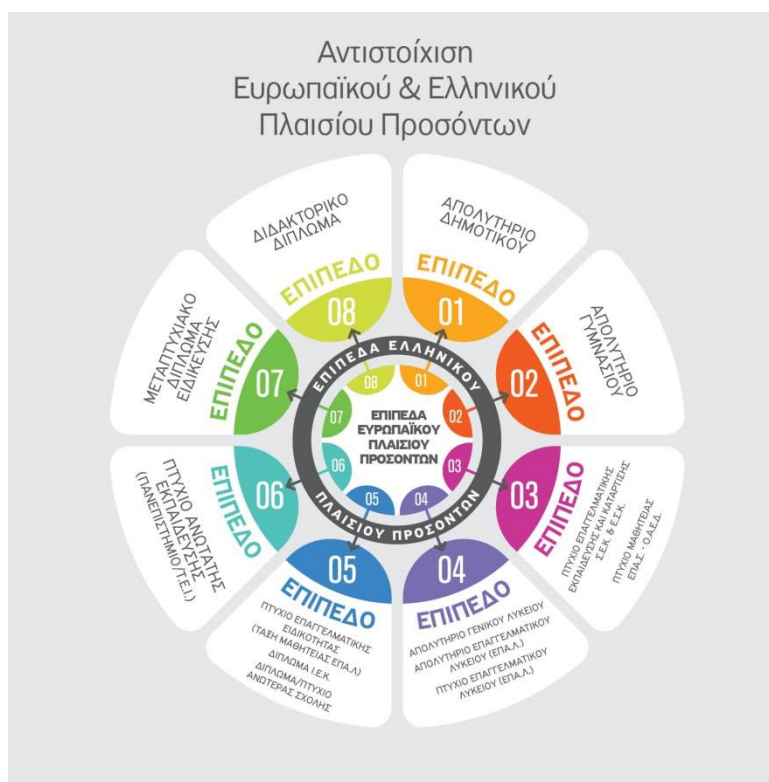 Αντιστοίχιση
Ευρωπαϊκού & Ελληνικού
Πλαισίου Προσόντων
ΑΠΟΛΥΤΗΡΙΟ
ΔΗΜΟΤΙΚΟΥ
ΕΠΙΠΕΔΟ
01
ΑΠΟΛΥΤΗΡΙΟ
ΓΥΜΝΑΣΙΟΥ
ΕΠΙΠΕΔΟ
02
ΕΠΙΠΕΔΟ
03
ΠΤΥΧΙΟ ΕΠΑΓΓΕΛΜΑΤΙΚΗΣ
ΕΚΠΑΙΔΕΥΣΗΣ ΚΑΙ ΚΑΤΑΡΤΙΣΗΣ
Σ.Ε.Κ. & Ε.Σ.Κ.
ΠΤΥΧΙΟ ΜΑΘΗΤΕΙΑΣ
ΕΠΑ.Σ. - Ο.Α.Ε.Δ.
04
ΕΠΙΠΕΔΟ
ΑΠΟΛΥΤΗΡΙΟ ΓΕΝΙΚΟΥ ΛΥΚΕΙΟΥ
ΑΠΟΛΥΤΗΡΙΟ ΕΠΑΓΓΕΛΜΑΤΙΚΟΥ
ΛΥΚΕΙΟΥ (ΕΠΑ.Λ.)
ΠΤΥΧΙΟ ΕΠΑΓΓΕΛΜΑΤΙΚΟΥ
ΛΥΚΕΙΟΥ (ΕΠΑ.Λ.)
05
ΕΠΙΠΕΔΟ
ΠΤΥΧΙΟ ΕΠΑΓΓΕΛΜΑΤΙΚΗΣ
ΕΙΔΙΚΟΤΗΤΑΣ
(ΤΑΞΗ ΜΑΘΗΤΕΙΑΣ ΕΠΑ.Λ)
ΔΙΠΛΩΜΑ Ι.Ε.Κ.
ΔΙΠΛΩΜΑ/ΠΤΥΧΙΟ
ΑΝΩΤΕΡΑΣ ΣΧΟΛΗΣ
06
ΕΠΙΠΕΔΟ
ΠΤΥΧΙΟ ΑΝΩΤΑΤΗΣ
ΕΚΠΑΙΔΕΥΣΗΣ
(ΠΑΝΕΠΙΣΤΗΜΙΟ/Τ.Ε.Ι.)
07
ΕΠΙΠΕΔΟ
ΜΕΤΑΠΤΥΧΙΑΚΟ
ΔΙΠΛΩΜΑ
ΕΙΔΙΚΕΥΣΗΣ
ΔΙΔΑΚΤΟΡΙΚΟ
ΔΙΠΛΩΜΑ
ΕΠΙΠΕΔΟ
08
ΕΠΙΠΕΔΑ ΕΛΛΗΝΙΚΟΥ
ΠΛΑΙΣΙΟΥ ΠΡΟΣΟΝΤΩΝ
01
02
03
04
05
06
07
08
ΕΠΙΠΕΔΑ
ΕΥΡΩΠΑΪΚΟΥ
ΠΛΑΙΣΙΟΥ
ΠΡΟΣΟΝΤΩΝ